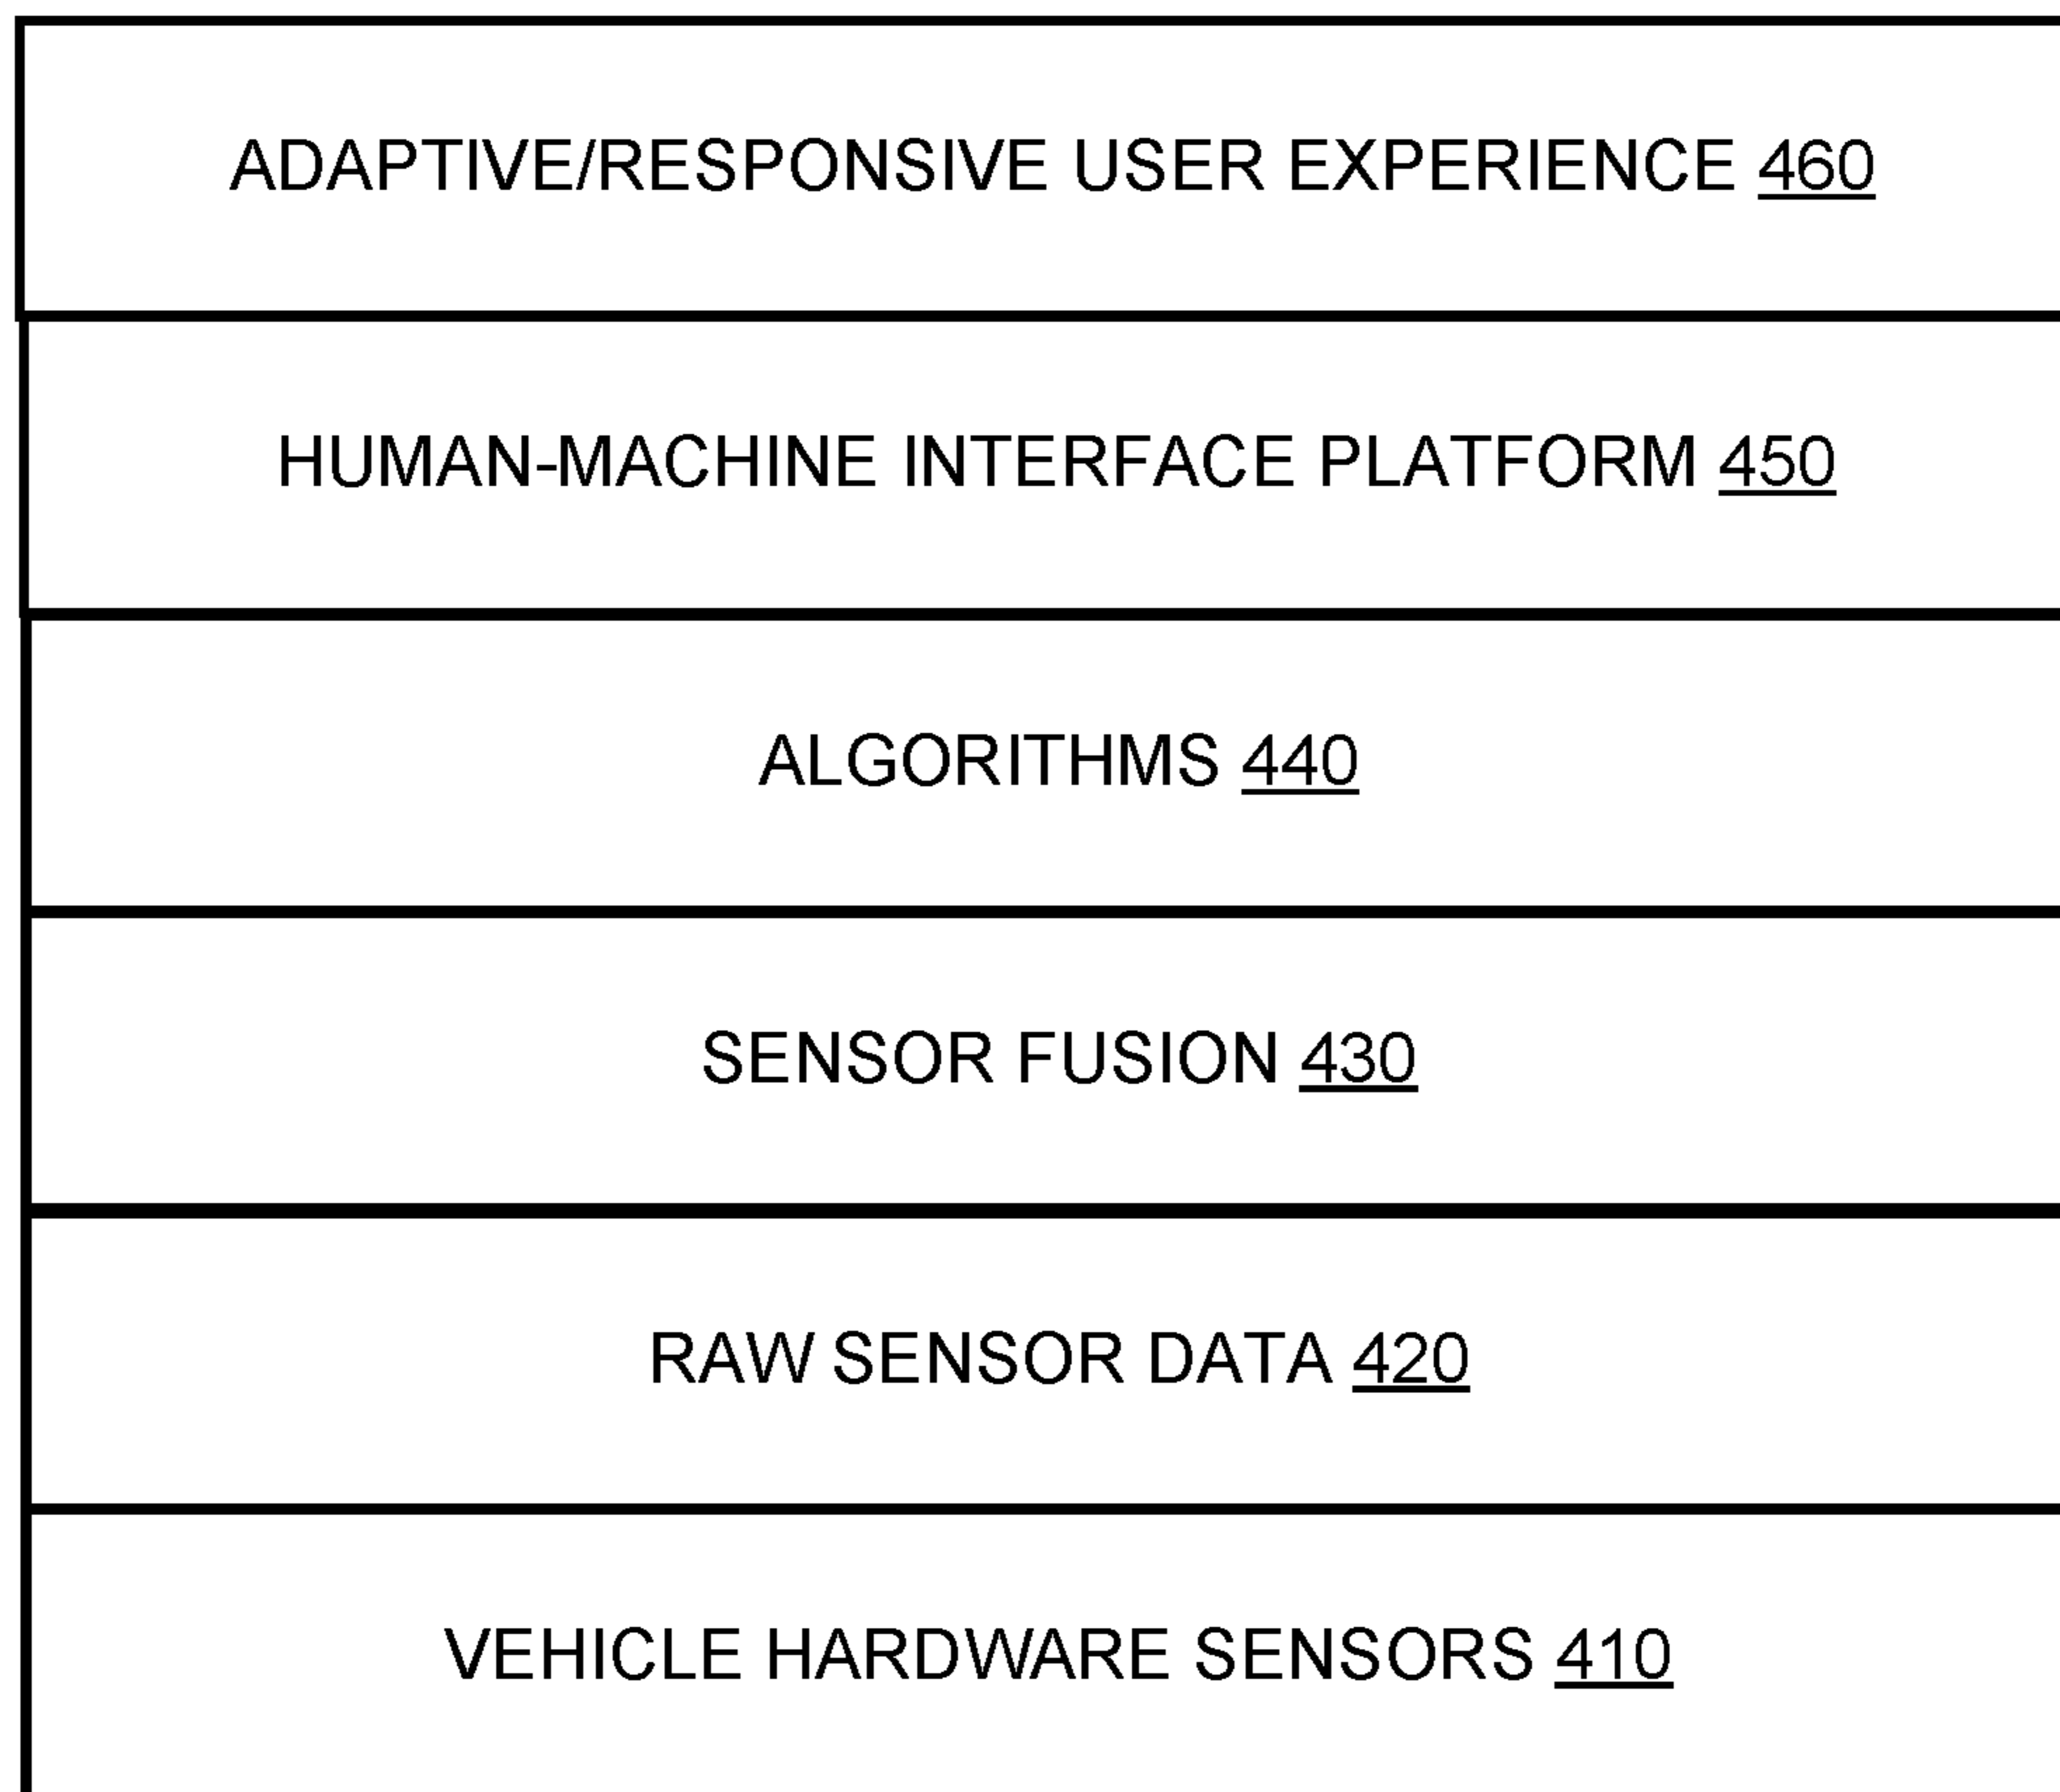 ADAPTIVE/RESPONSIVE USER EXPERIENCE 460
HUMAN-MACHINE INTERFACE PLATFORM 450
ALGORITHMS 440
SENSOR FUSION 430
RAW SENSOR DATA 420
VEHICLE HARDWARE SENSORS 410